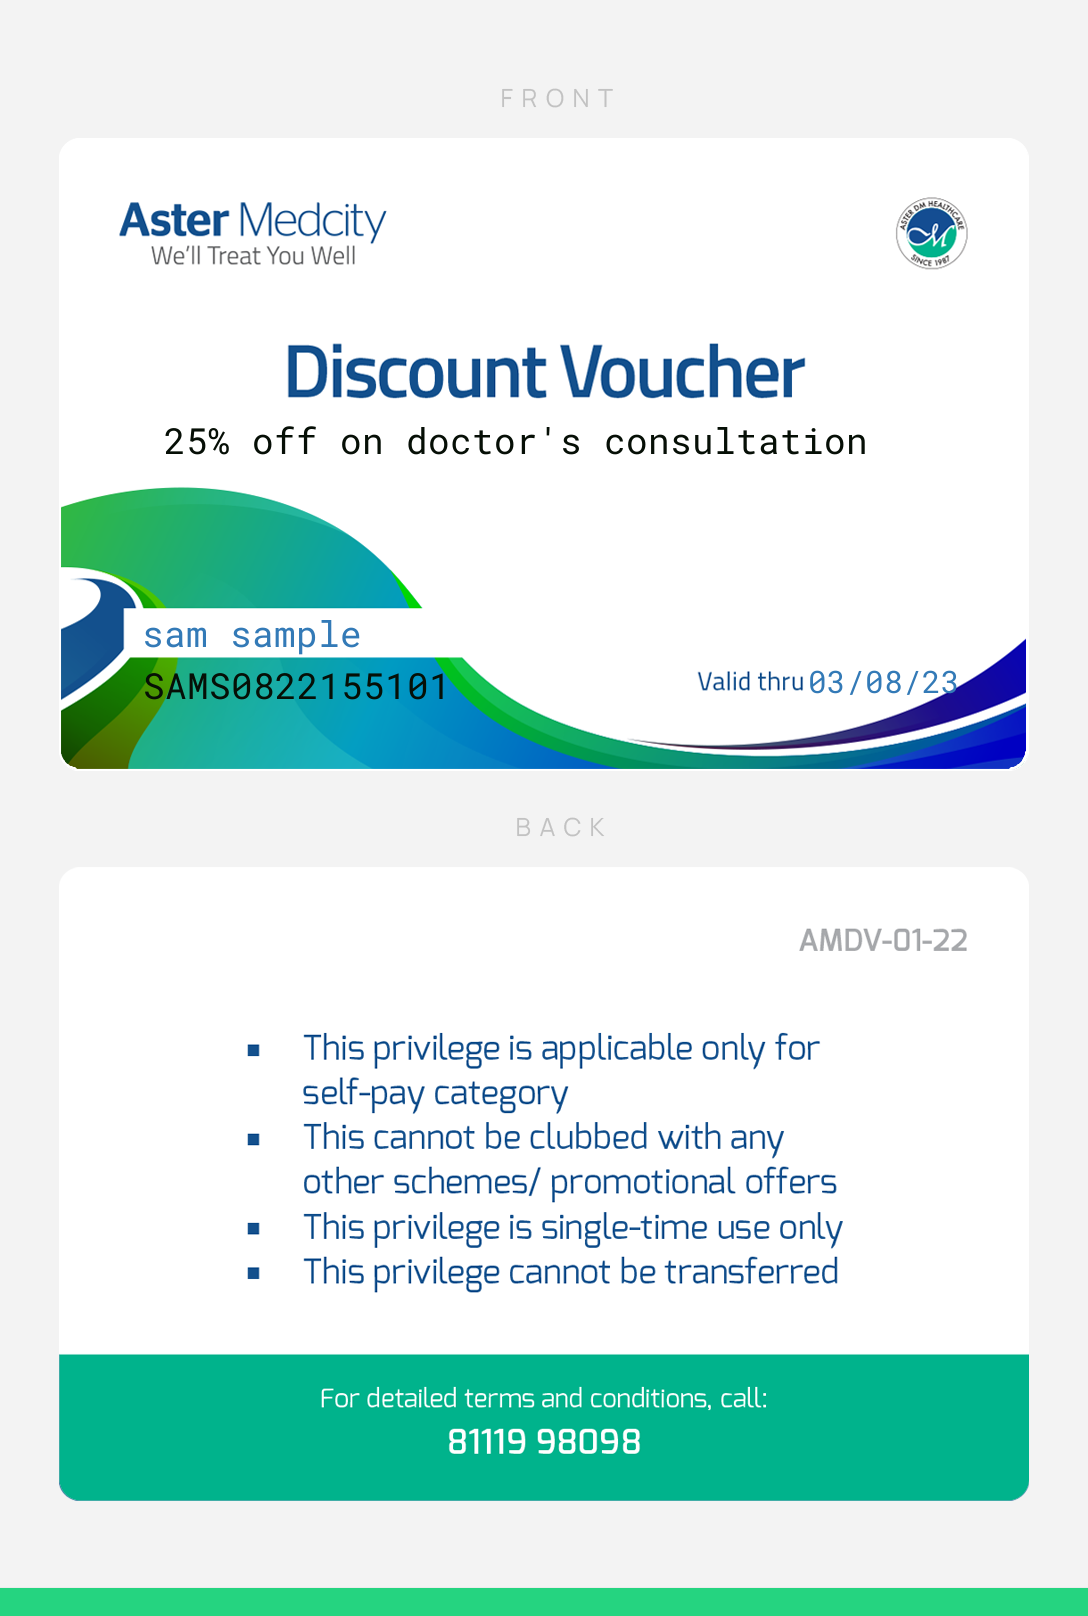 FRONT
Aster Medcity
We'll Treat You Well
ASTER DM HEALTHCARE
SINCE 1987
Discount Voucher
25% off on doctor's consultation
sam sample
SAMS0822155101
Valid thru 03/08/23
BACK
AMDV-01-22
▪ This privilege is applicable only for
self-pay category
▪ This cannot be clubbed with any
other schemes/ promotional offers
▪ This privilege is single-time use only
▪ This privilege cannot be transferred
For detailed terms and conditions, call:
81119 98098